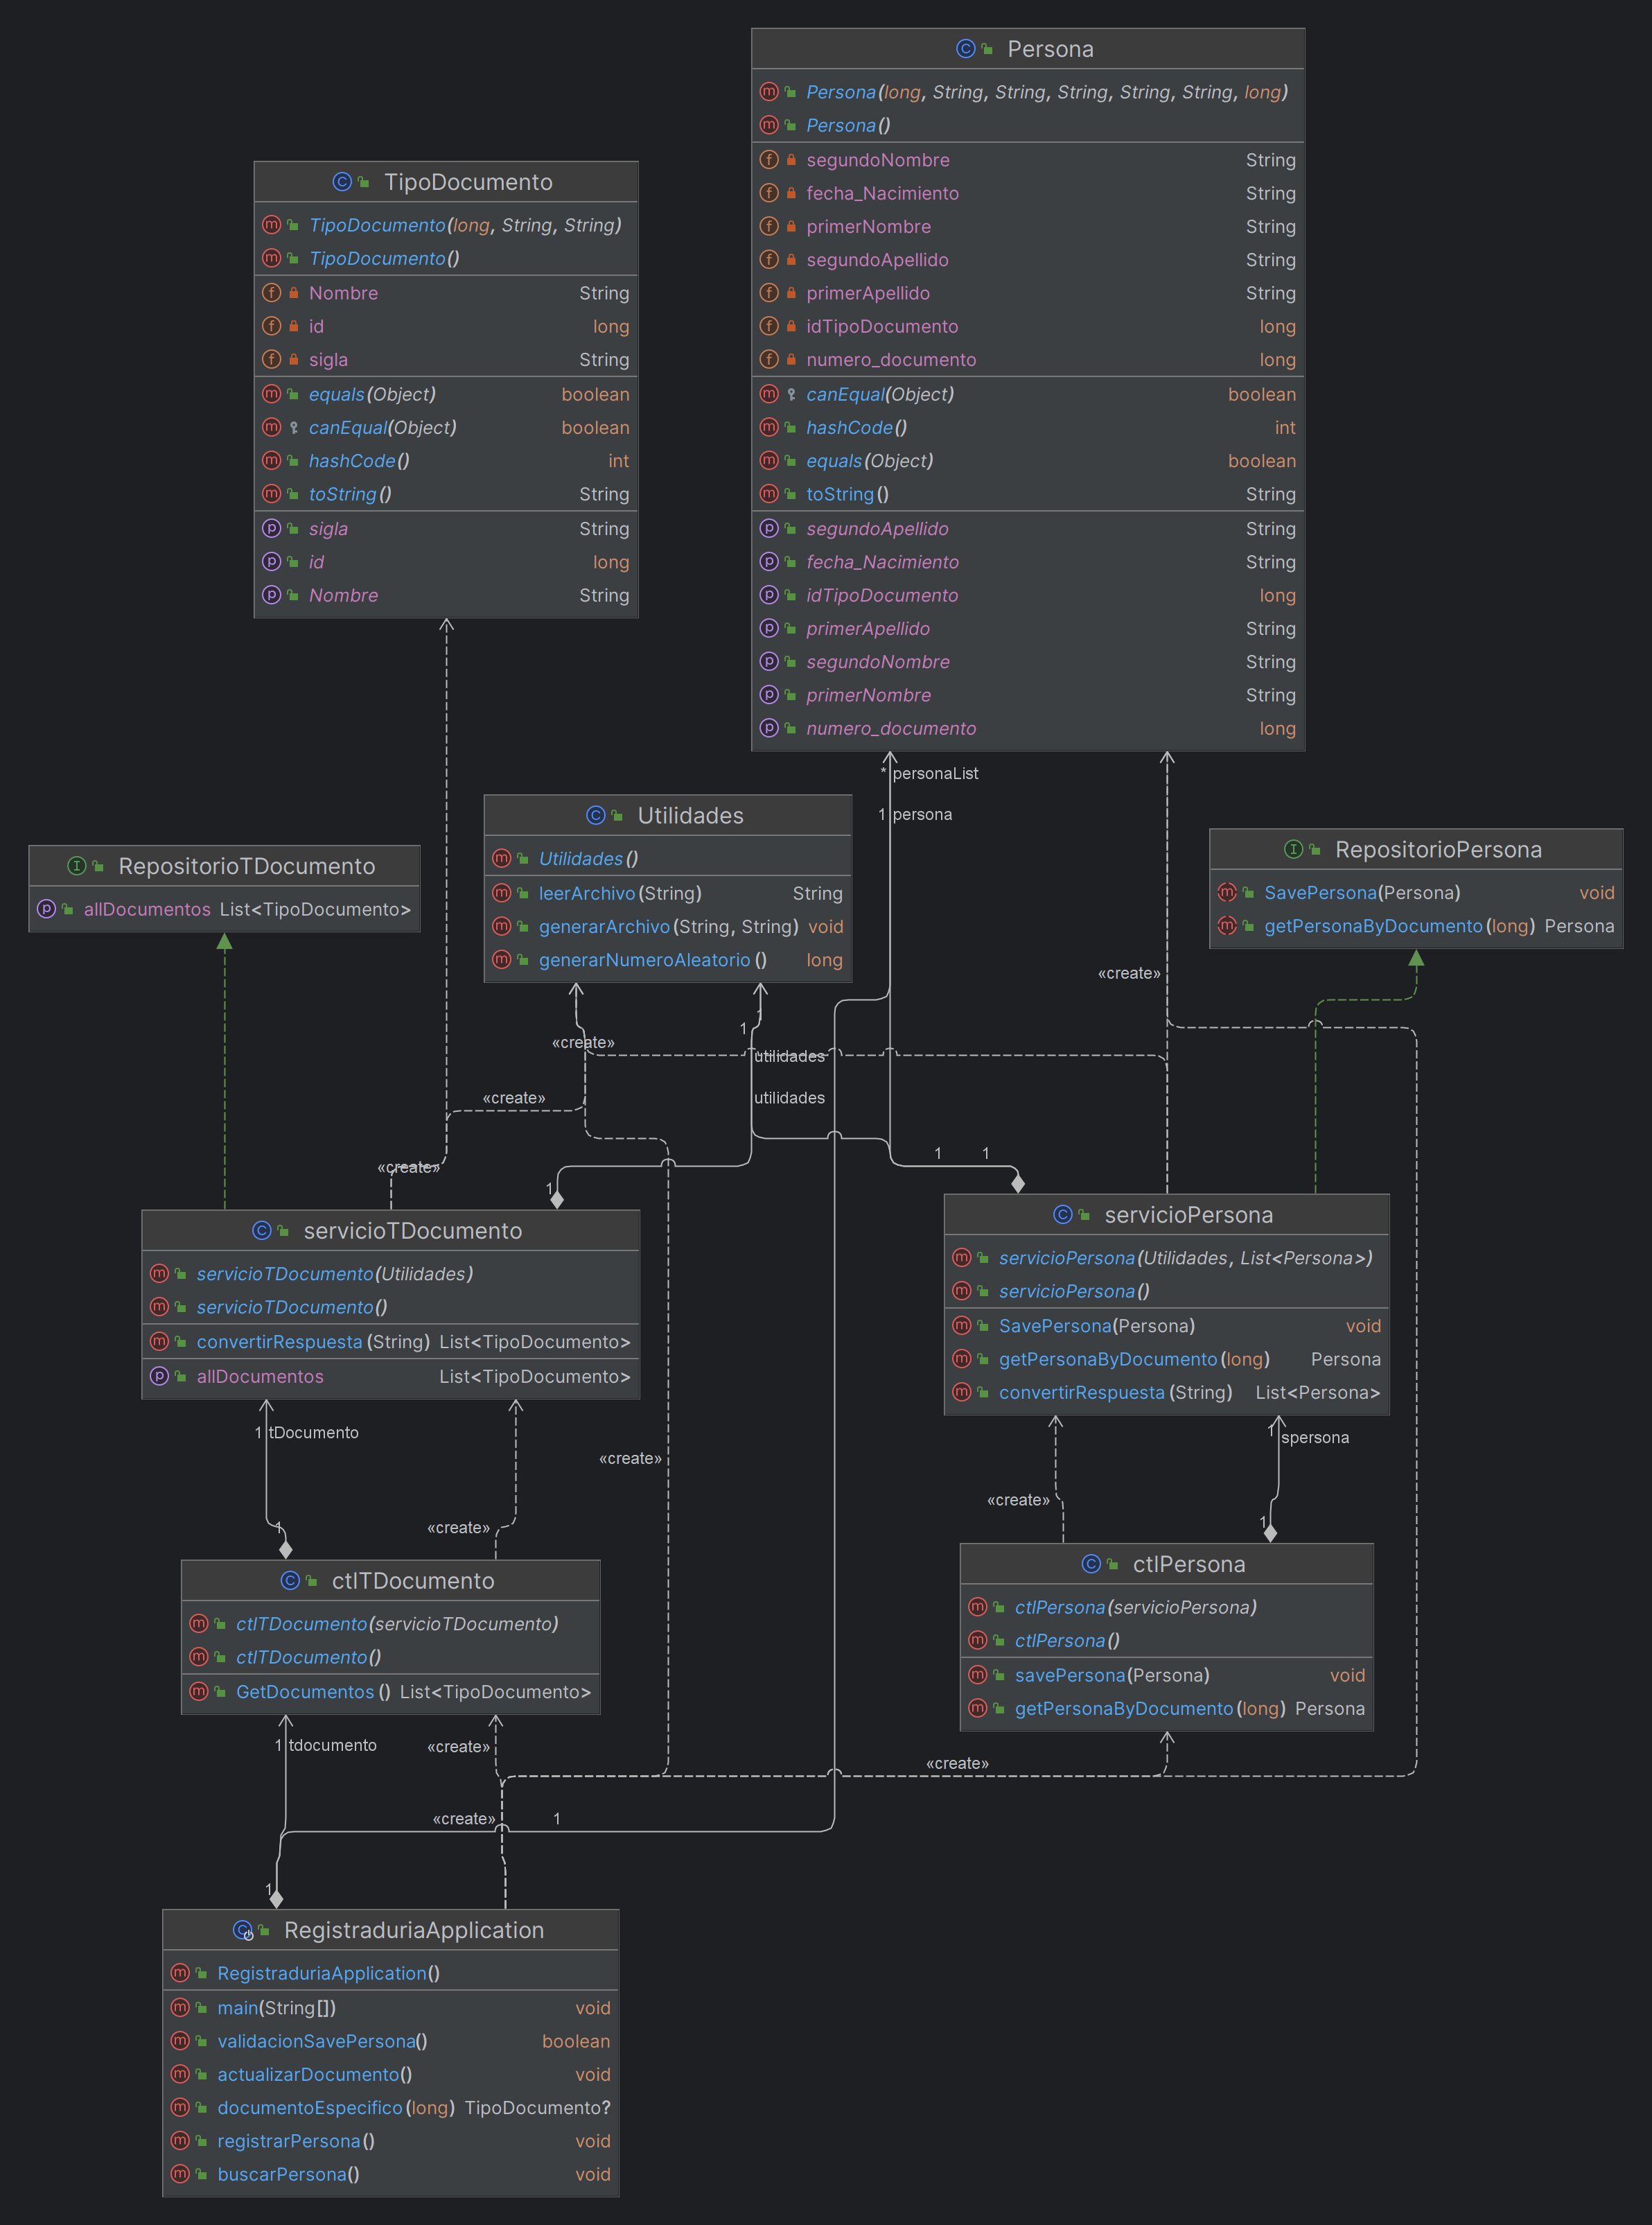 Persona
Persona(long, String, String, String, String, String, long)
Persona()
segundoNombre String
fecha_Nacimiento String
primerNombre String
segundoApellido String
primerApellido String
idTipoDocumento long
numero_documento long
canEqual(Object) boolean
hashCode() int
equals(Object) boolean
toString() String
segundoApellido String
fecha_Nacimiento String
idTipoDocumento long
primerApellido String
segundoNombre String
primerNombre String
numero_documento long
TipoDocumento
TipoDocumento(long, String, String)
TipoDocumento()
Nombre String
id long
sigla String
equals(Object) boolean
canEqual(Object) boolean
hashCode() int
toString() String
sigla String
id long
Nombre String
* personaList
1 persona
Utilidades
Utilidades()
leerArchivo(String) String
generarArchivo(String, String) void
generarNumeroAleatorio() long
RepositorioTDocumento
allDocumentos List<TipoDocumento>
RepositorioPersona
SavePersona(Persona) void
getPersonaByDocumento(long) Persona
«create»
1 1
«create»
utilidades
«create»
utilidades
1 1
«create»
1
servicioTDocumento
servicioTDocumento(Utilidades)
servicioTDocumento()
convertirRespuesta(String) List<TipoDocumento>
allDocumentos List<TipoDocumento>
servicioPersona
servicioPersona(Utilidades, List<Persona>)
servicioPersona()
SavePersona(Persona) void
getPersonaByDocumento(long) Persona
convertirRespuesta(String) List<Persona>
1 tDocumento
1 spersona
«create»
«create»
1
«create»
1
ctlTDocumento
ctlTDocumento(servicioTDocumento)
ctlTDocumento()
GetDocumentos() List<TipoDocumento>
ctlPersona
ctlPersona(servicioPersona)
ctlPersona()
savePersona(Persona) void
getPersonaByDocumento(long) Persona
1 tdocumento
«create»
«create»
«create»
1
1
RegistraduriaApplication
RegistraduriaApplication()
main(String[]) void
validacionSavePersona() boolean
actualizarDocumento() void
documentoEspecifico(long) TipoDocumento?
registrarPersona() void
buscarPersona() void